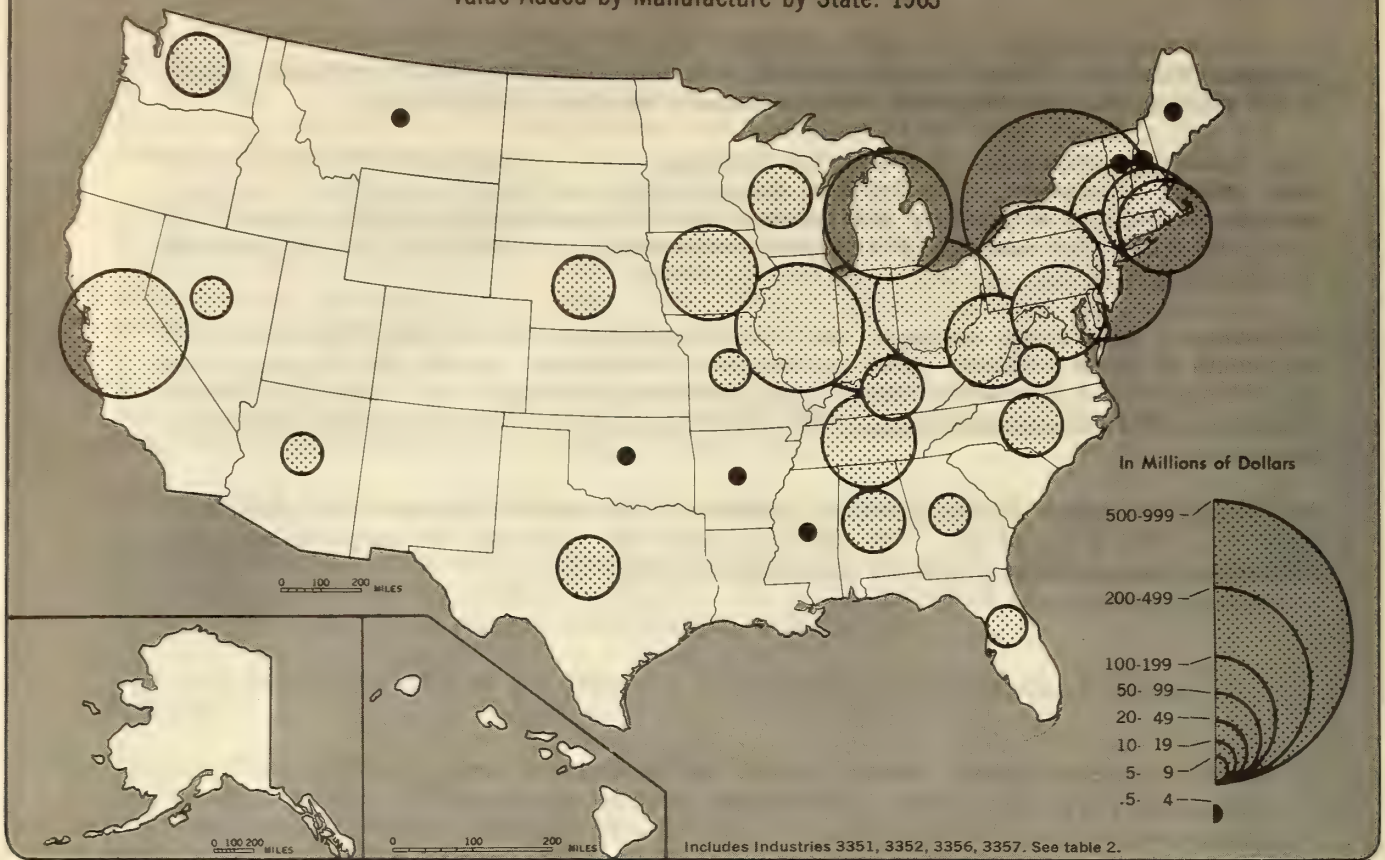 Value Added by Manufacture by State: 1963
In Millions of Dollars
500-999
200-499
100-199
50- 99
20- 49
10- 19
5- 9
.5- 4
0 100 200 MILES
0 100 200 MILES
0 100 200 MILES
Includes Industries 3351, 3352, 3356, 3357. See table 2.